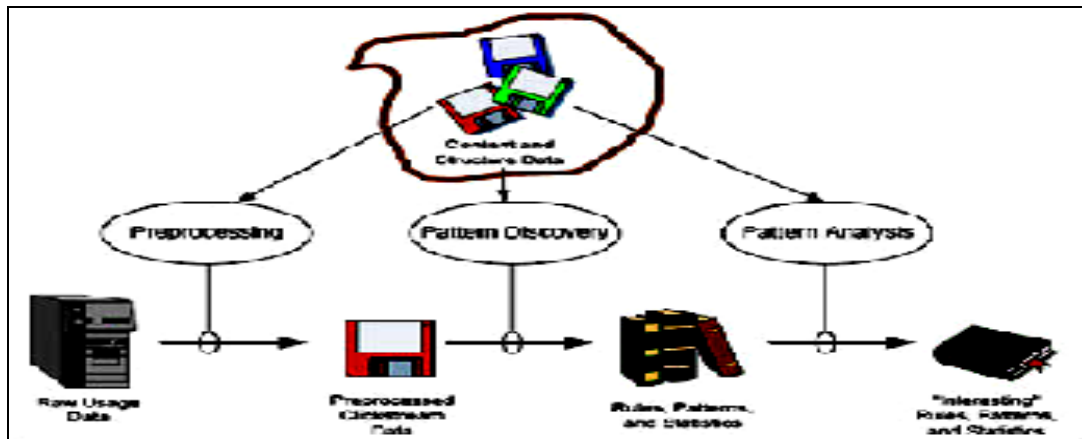 Content and
Structure Data
Preprocessing
Pattern Discovery
Pattern Analysis
Raw Usage
Data
Preprocessed
Clickstream
Data
Rules, Patterns,
and Statistics
"Interesting"
Rules, Patterns,
and Statistics